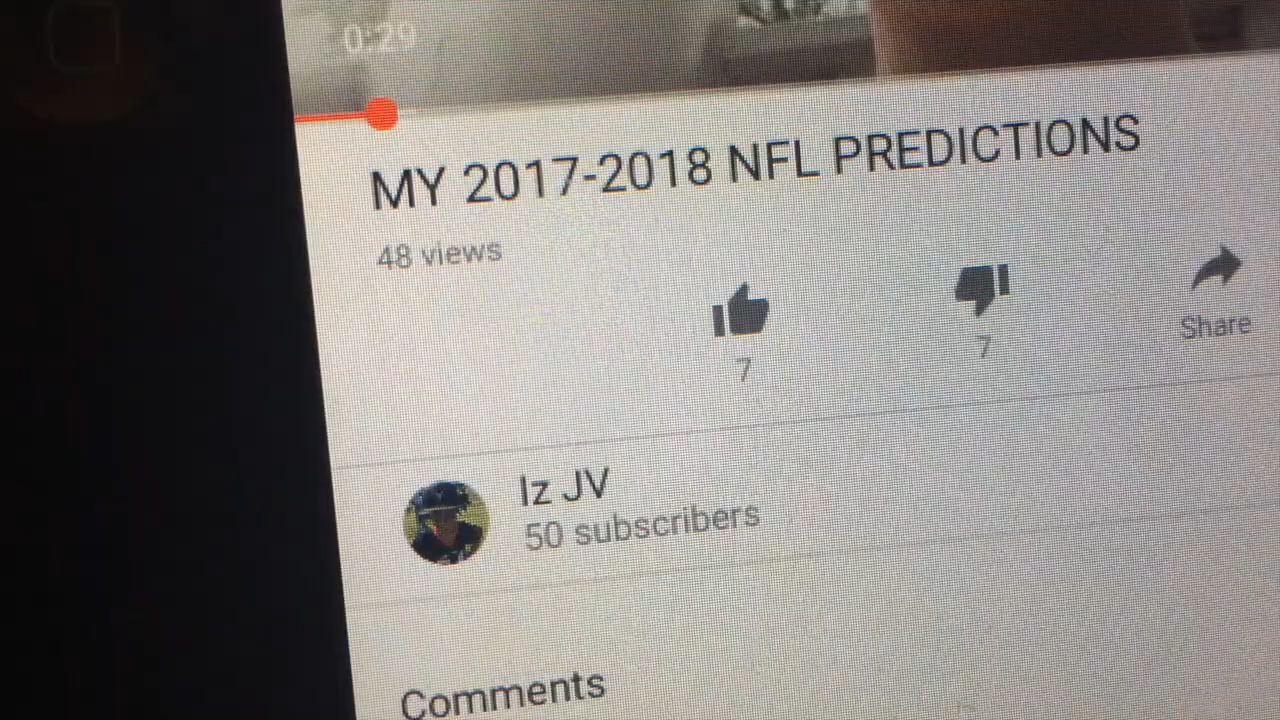 0:29
MY 2017-2018 NFL PREDICTIONS
48 views
7
7
Share
Iz JV
50 subscribers
Comments